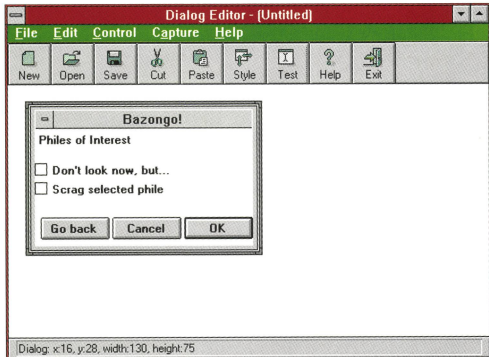 Dialog Editor - (Untitled)
File Edit Control Capture Help
New Open Save Cut Paste Style Test Help Exit
Bazongo!
Philes of Interest
Don't look now, but...
Scrag selected phile
Go back Cancel OK
Dialog: x:16, y:28, width:130, height:75